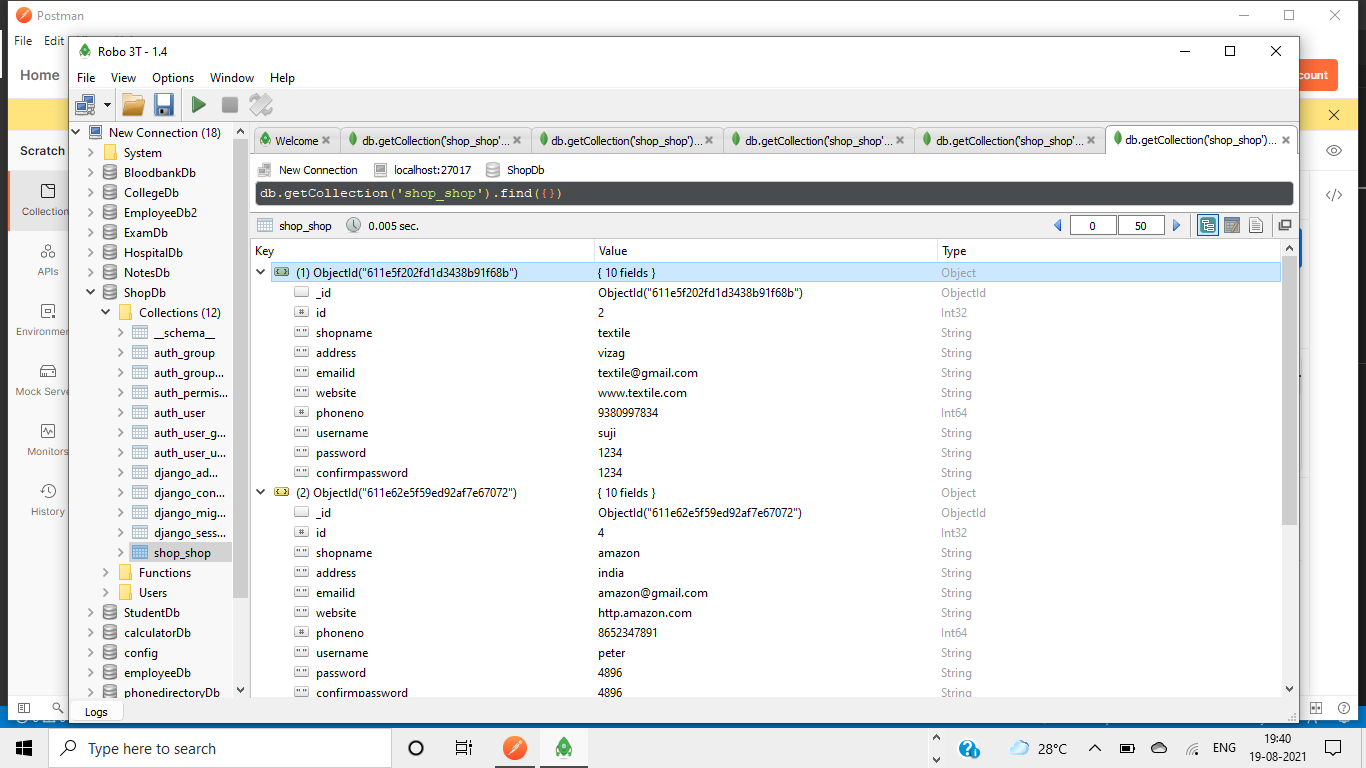 Postman
File Edit
Home
count
Scratch
Collection
APIs
Environmen
Mock Serve
Monitors
History
Robo 3T - 1.4
File View Options Window Help
New Connection (18)
System
BloodbankDb
CollegeDb
EmployeeDb2
ExamDb
HospitalDb
NotesDb
ShopDb
Collections (12)
__schema__
auth_group
auth_group...
auth_permis...
auth_user
auth_user_g...
auth_user_u...
django_ad...
django_con...
django_mig...
django_sess...
shop_shop
Functions
Users
StudentDb
calculatorDb
config
employeeDb
phonedirectoryDb
Logs
Welcome db.getCollection('shop_shop'... db.getCollection('shop_shop')... db.getCollection('shop_shop'... db.getCollection('shop_shop'... db.getCollection('shop_shop')...
New Connection localhost:27017 ShopDb
db.getCollection('shop_shop').find({})
shop_shop 0.005 sec. 0 50
Key Value Type
(1) ObjectId("611e5f202fd1d3438b91f68b") { 10 fields } Object
_id ObjectId("611e5f202fd1d3438b91f68b") ObjectId
id 2 Int32
shopname textile String
address vizag String
emailid textile@gmail.com String
website www.textile.com String
phoneno 9380997834 Int64
username suji String
password 1234 String
confirmpassword 1234 String
(2) ObjectId("611e62e5f59ed92af7e67072") { 10 fields } Object
_id ObjectId("611e62e5f59ed92af7e67072") ObjectId
id 4 Int32
shopname amazon String
address india String
emailid amazon@gmail.com String
website http.amazon.com String
phoneno 8652347891 Int64
username peter String
password 4896 String
confirmpassword 4896 String
Type here to search
28°C
ENG
19:40
19-08-2021